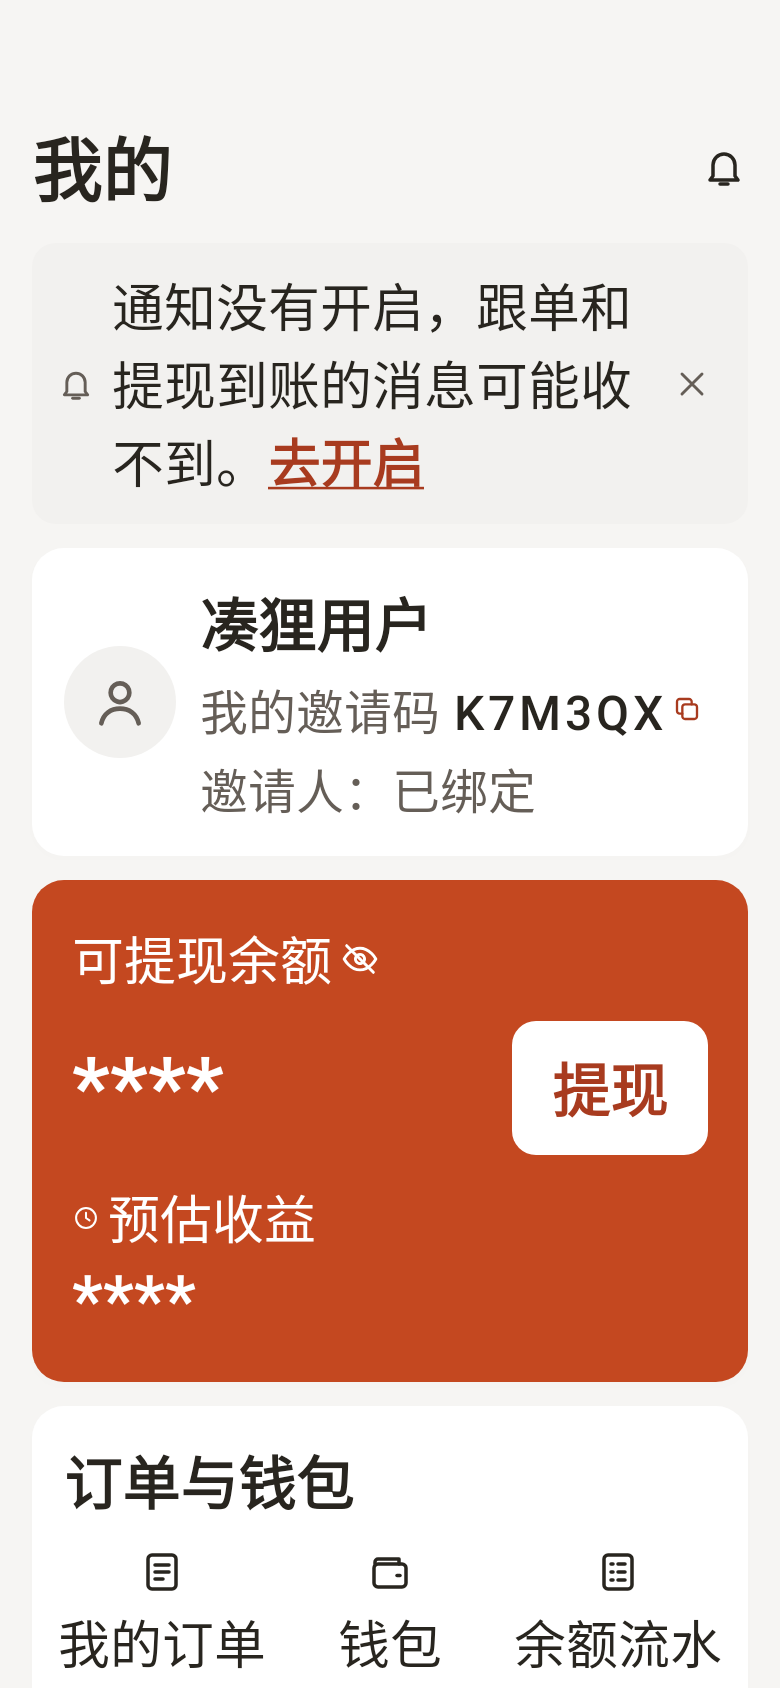 我的
通知没有开启，跟单和
提现到账的消息可能收
不到。去开启
凑狸用户
我的邀请码 K7M3QX
邀请人：已绑定
可提现余额
****
提现
预估收益
****
订单与钱包
我的订单
钱包
余额流水